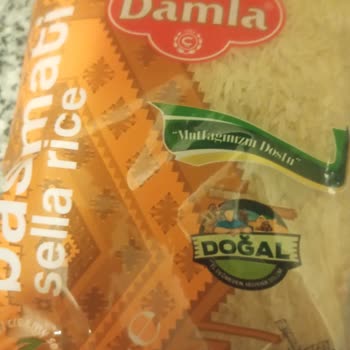 Damla
basmati
sella rice
"Mutfağınızın Dostu"
DOĞAL